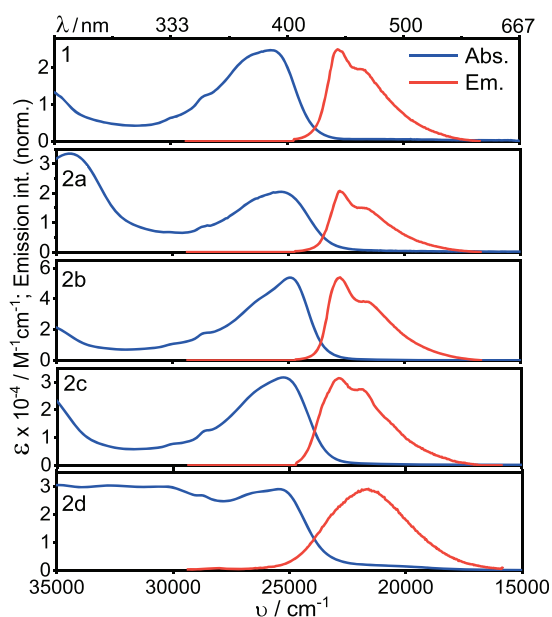 λ/nm 333 400 500 667
1 Abs.
Em.
2
1
0
2a
3
2
1
0
2b
6
4
2
0
2c
3
2
1
0
2d
3
2
1
0
35000 30000 25000 20000 15000
υ / cm-1
ε x 10-4 / M-1cm-1; Emission int. (norm.)